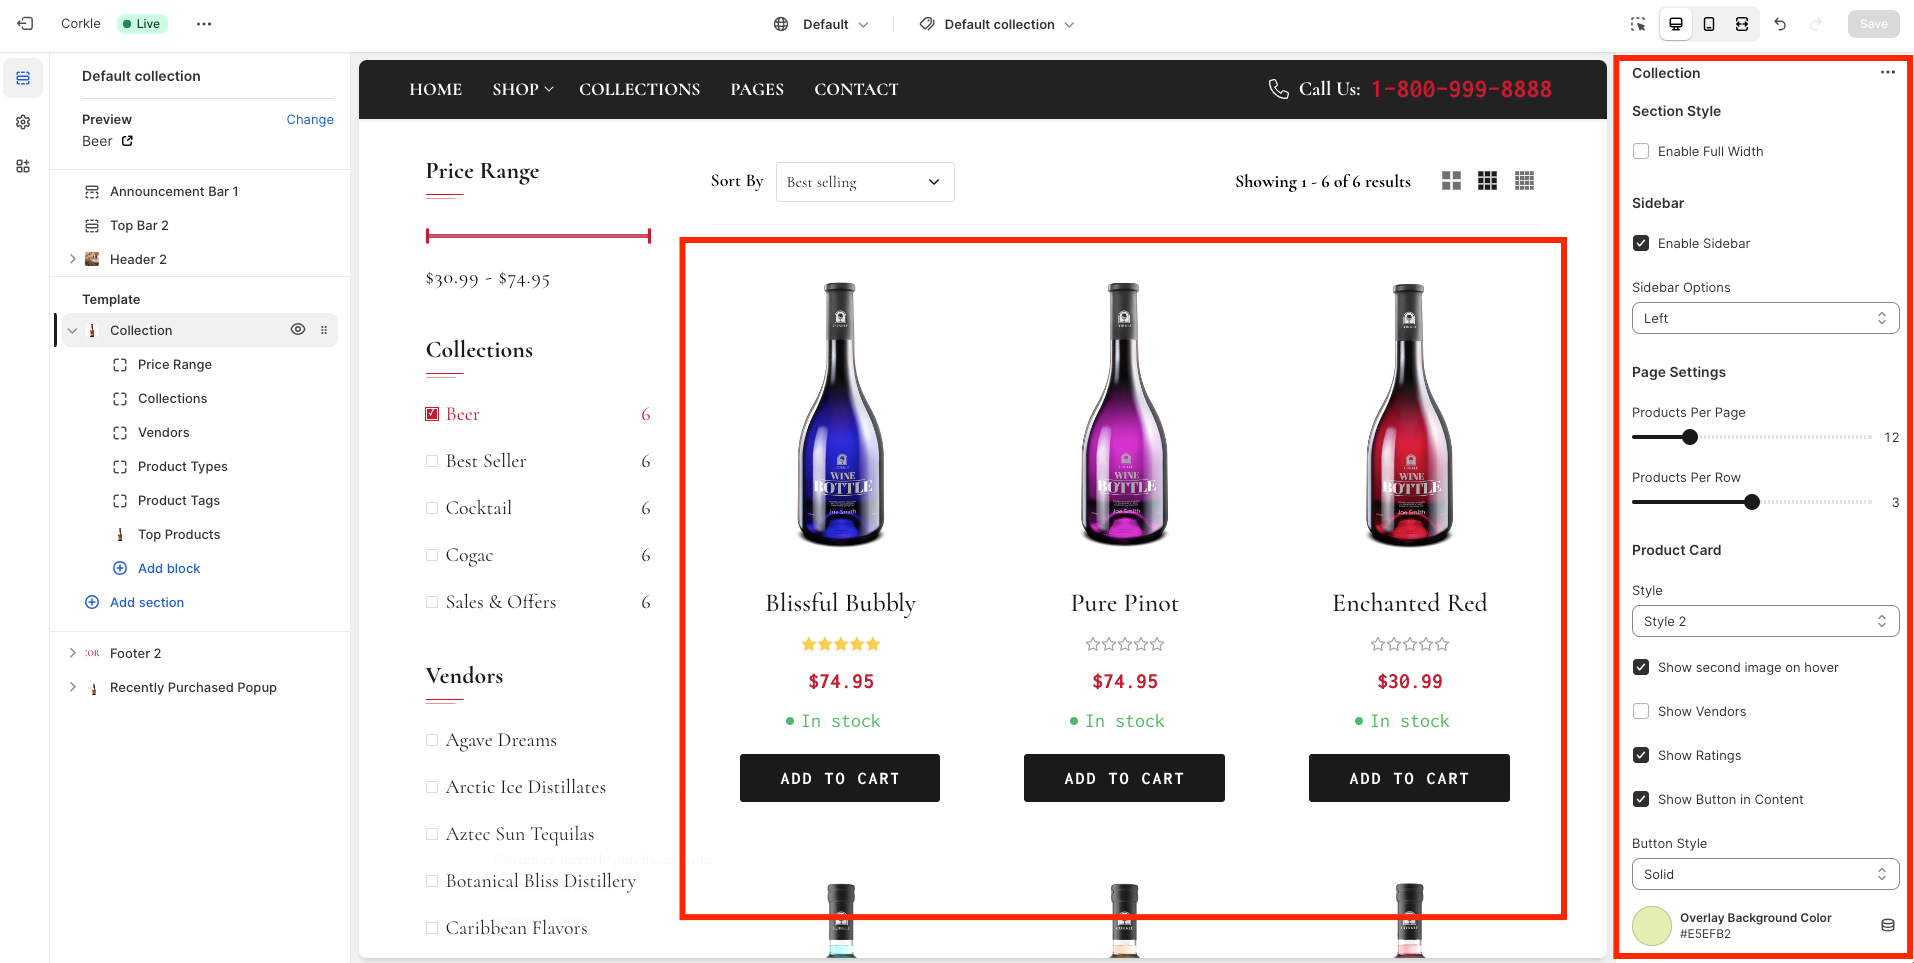 Corkle
Live
Default
Default collection
Save
Default collection
Preview
Change
Beer
Announcement Bar 1
Top Bar 2
Header 2
Template
Collection
Price Range
Collections
Vendors
Product Types
Product Tags
Top Products
Add block
Add section
Footer 2
Recently Purchased Popup
HOME SHOP COLLECTIONS PAGES CONTACT
Call Us: 1-800-999-8888
Price Range
$30.99 - $74.95
Collections
Beer 6
Best Seller 6
Cocktail 6
Cogac 6
Sales & Offers 6
Vendors
Agave Dreams
Arctic Ice Distillates
Aztec Sun Tequilas
Botanical Bliss Distillery
Caribbean Flavors
Sort By
Best selling
Showing 1 - 6 of 6 results
WINE
BOTTLE
Joe Smith
WINE
BOTTLE
Joe Smith
WINE
BOTTLE
Joe Smith
Blissful Bubbly
$74.95
In stock
ADD TO CART
Pure Pinot
$74.95
In stock
ADD TO CART
Enchanted Red
$30.99
In stock
ADD TO CART
CORKLE
CORKLE
CORKLE
Collection
Section Style
Enable Full Width
Sidebar
Enable Sidebar
Sidebar Options
Left
Page Settings
Products Per Page
12
Products Per Row
3
Product Card
Style
Style 2
Show second image on hover
Show Vendors
Show Ratings
Show Button in Content
Button Style
Solid
Overlay Background Color
#E5EFB2